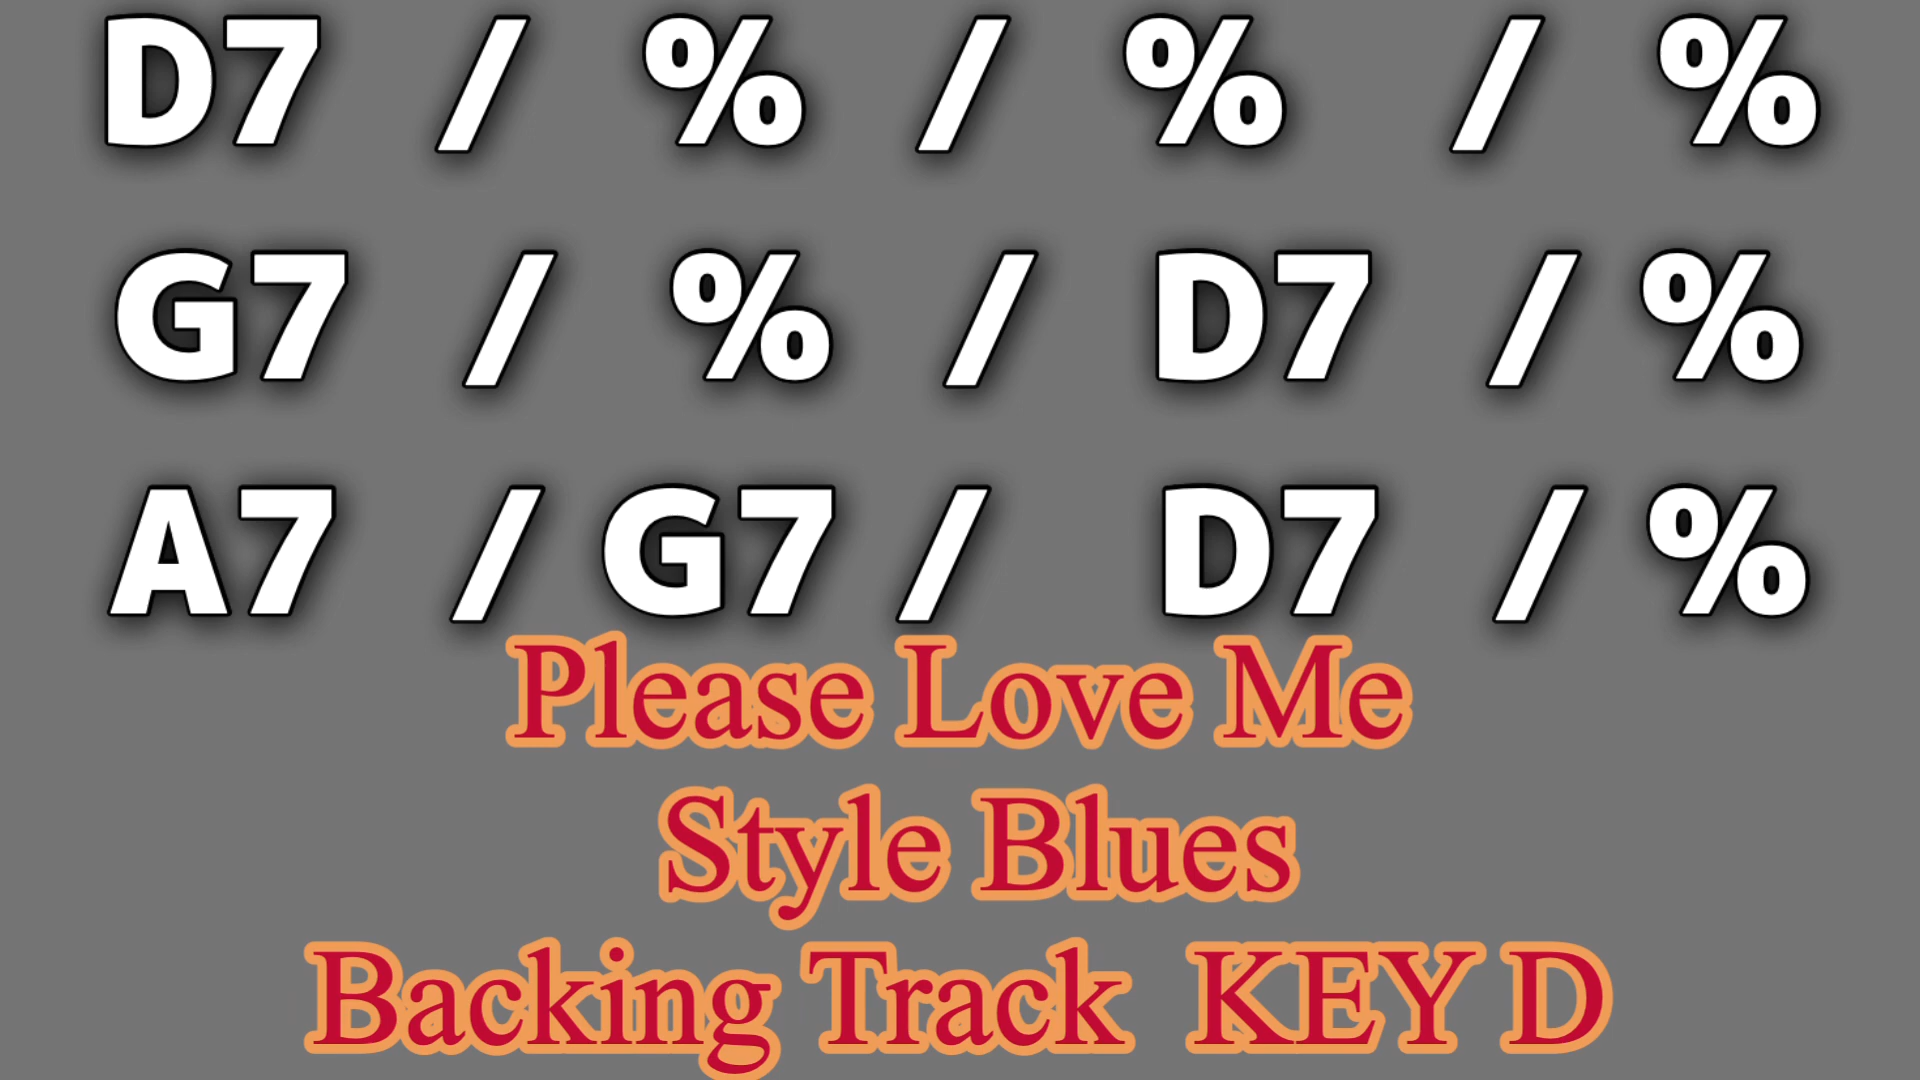 D7 / % / % / %
G7 / % / D7 / %
A7 / G7 / D7 / %
Please Love Me
Style Blues
Backing Track KEY D